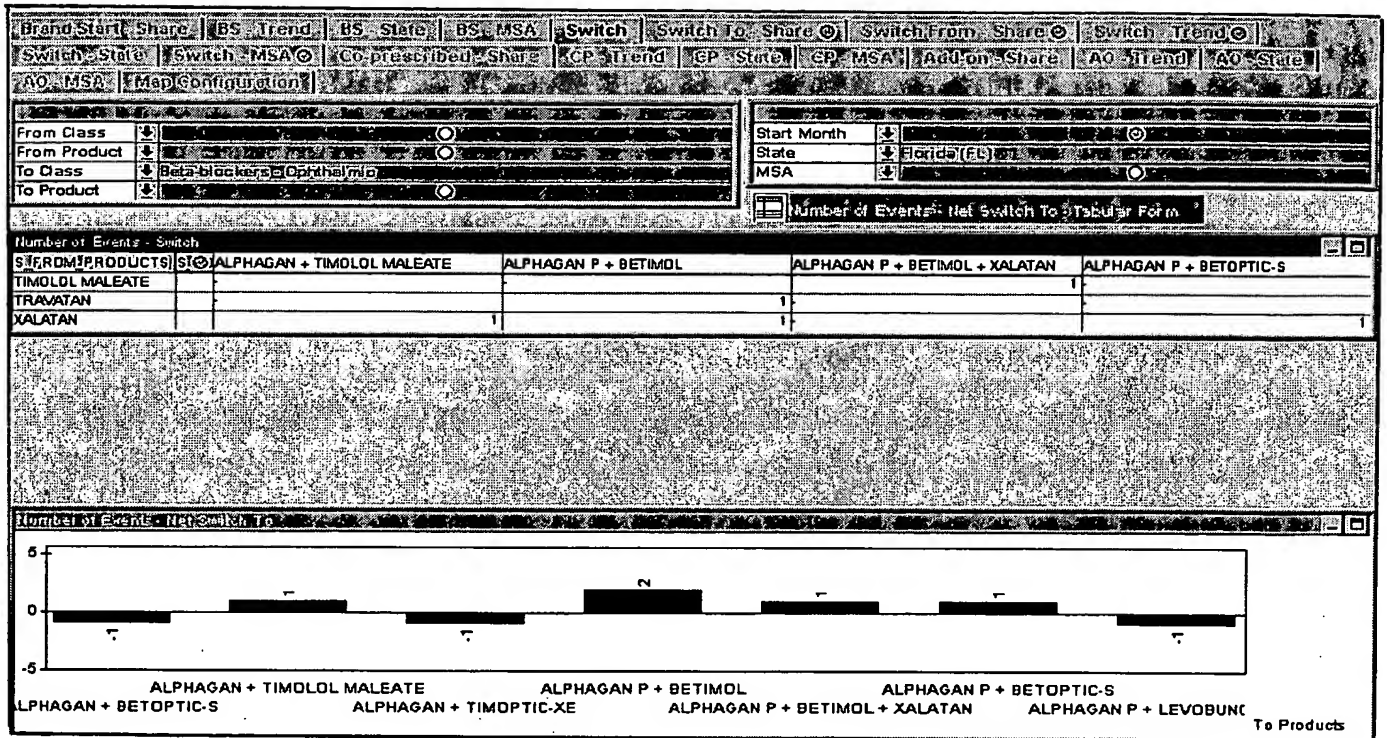 Brand Start - Share BS - Trend BS - State BS - MSA Switch Switch To - Share Switch From - Share Switch - Trend
Switch - State Switch - MSA Co-prescribed - Share CP - Trend CP - State CP - MSA Add-on - Share AO - Trend AO - State
AO - MSA Map Configuration
From Class
From Product
To Class Beta-blockers - Ophthalmic
To Product
Start Month
State Florida (FL)
MSA
Number of Events - Net Switch To - Tabular Form
Number of Events - Switch
FROM PRODUCTS ALPHAGAN + TIMOLOL MALEATE ALPHAGAN P + BETIMOL ALPHAGAN P + BETIMOL + XALATAN ALPHAGAN P + BETOPTIC-S
TIMOLOL MALEATE - - 1 -
TRAVATAN - 1 -
XALATAN 1 1 - 1
Number of Events - Net Switch To
5
0
-5
-1 1 -1 2 1 1 -1
ALPHAGAN + TIMOLOL MALEATE ALPHAGAN P + BETIMOL ALPHAGAN P + BETOPTIC-S
LPHAGAN + BETOPTIC-S ALPHAGAN + TIMOPTIC-XE ALPHAGAN P + BETIMOL + XALATAN ALPHAGAN P + LEVOBUNC
To Products